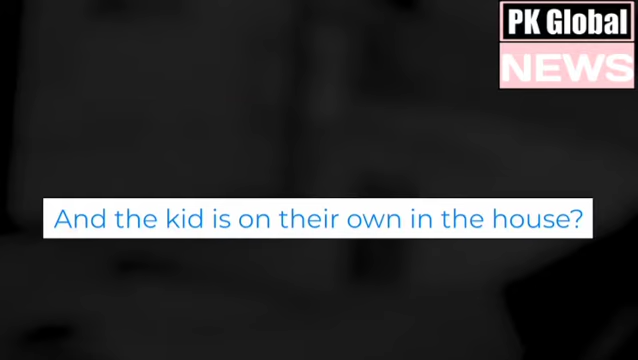 PK Global
NEWS
And the kid is on their own in the house?